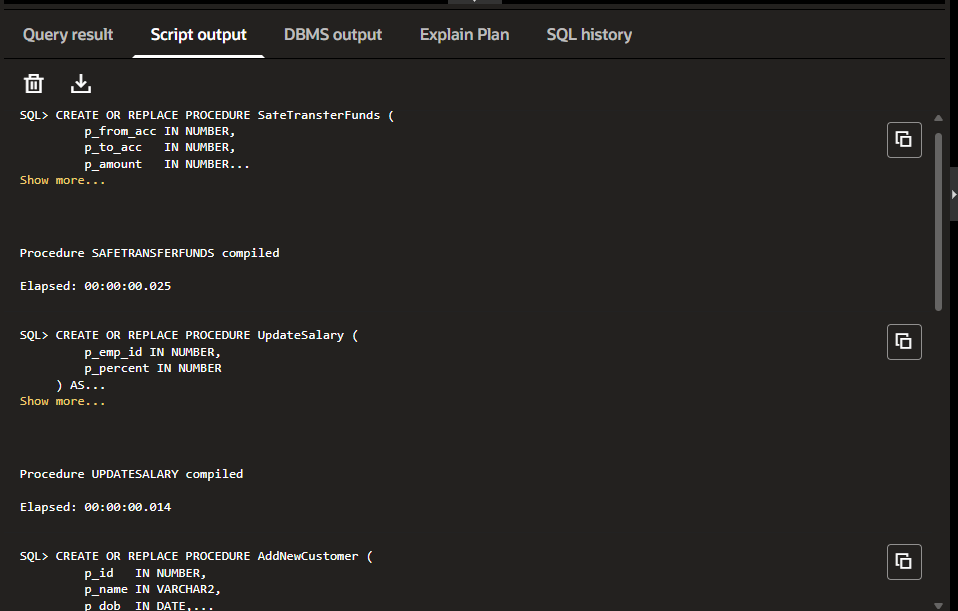 Query result Script output DBMS output Explain Plan SQL history
SQL> CREATE OR REPLACE PROCEDURE SafeTransferFunds (
p_from_acc IN NUMBER,
p_to_acc   IN NUMBER,
p_amount   IN NUMBER...
Show more...
Procedure SAFETRANSFERFUNDS compiled
Elapsed: 00:00:00.025
SQL> CREATE OR REPLACE PROCEDURE UpdateSalary (
p_emp_id IN NUMBER,
p_percent IN NUMBER
) AS...
Show more...
Procedure UPDATESALARY compiled
Elapsed: 00:00:00.014
SQL> CREATE OR REPLACE PROCEDURE AddNewCustomer (
p_id   IN NUMBER,
p_name IN VARCHAR2,
p_dob  IN DATE,...